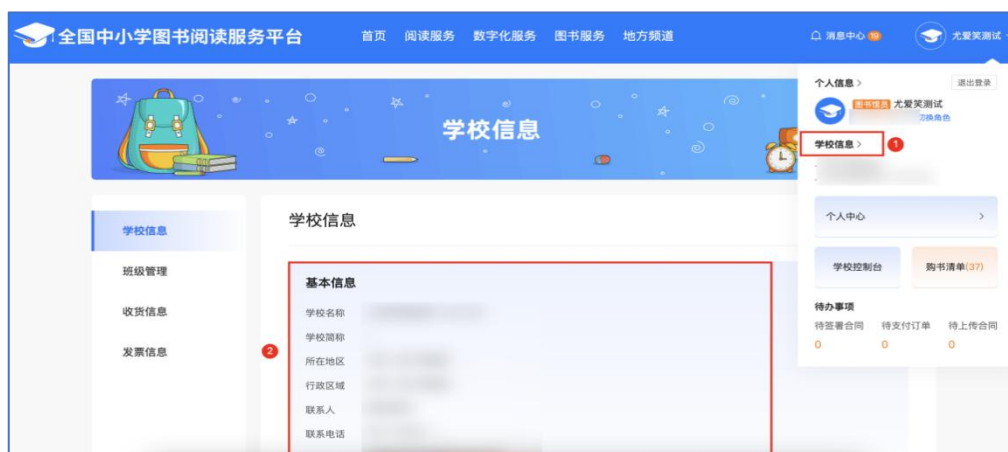 全国中小学图书阅读服务平台 首页 阅读服务 数字化服务 图书服务 地方频道 消息中心 19 尤爱笑测试
个人信息 > 退出登录
图书馆员 尤爱笑测试
切换角色
学校信息
学校信息 > 1
个人中心 >
学校信息
学校信息
班级管理
收货信息
发票信息
2
基本信息
学校名称
学校简称
所在地区
行政区域
联系人
联系电话
学校控制台 购书清单(37)
待办事项
待签署合同 待支付订单 待上传合同
0 0 0